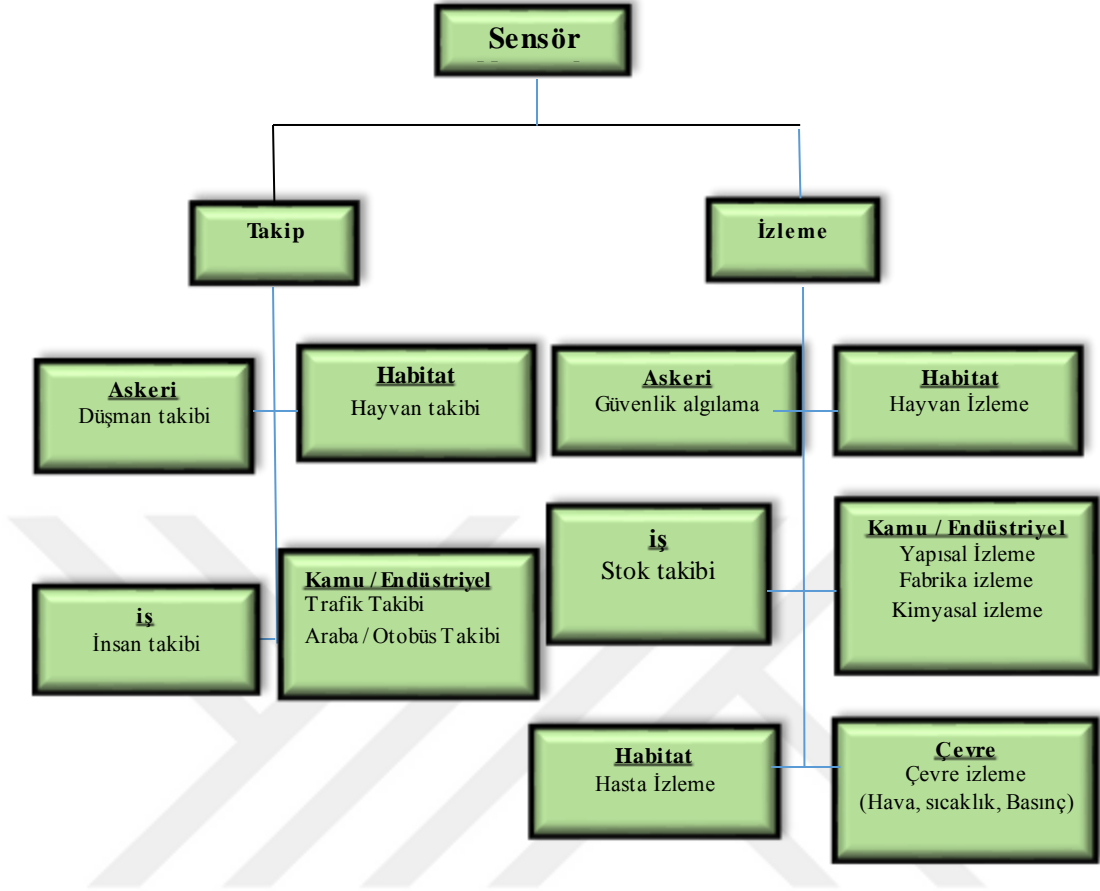 Sensör
Takip
İzleme
Askeri
Düşman takibi
Habitat
Hayvan takibi
Askeri
Güvenlik algılama
Habitat
Hayvan İzleme
iş
İnsan takibi
Kamu / Endüstriyel
Trafik Takibi
Araba / Otobüs Takibi
iş
Stok takibi
Kamu / Endüstriyel
Yapısal İzleme
Fabrika izleme
Kimyasal izleme
Habitat
Hasta İzleme
Çevre
Çevre izleme
(Hava, sıcaklık, Basınç)